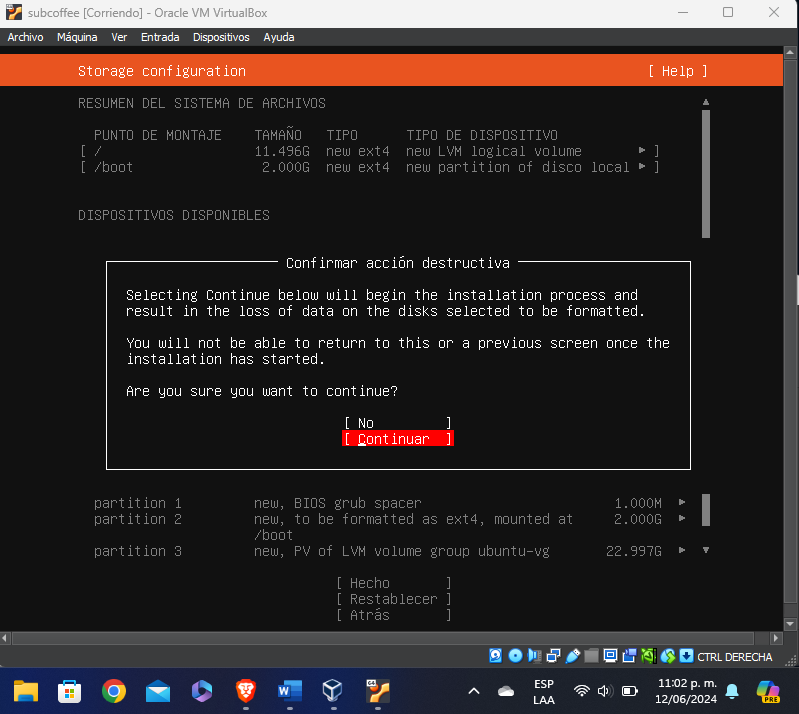 subcoffee [Corriendo] - Oracle VM VirtualBox
Archivo Máquina Ver Entrada Dispositivos Ayuda
Storage configuration [ Help ]
RESUMEN DEL SISTEMA DE ARCHIVOS
PUNTO DE MONTAJE TAMAÑO TIPO TIPO DE DISPOSITIVO
[ / 11.496G new ext4 new LVM logical volume ▸ ]
[ /boot 2.000G new ext4 new partition of disco local ▸ ]
DISPOSITIVOS DISPONIBLES
Confirmar acción destructiva
Selecting Continue below will begin the installation process and
result in the loss of data on the disks selected to be formatted.
You will not be able to return to this or a previous screen once the
installation has started.
Are you sure you want to continue?
[ No ]
[ Continuar ]
partition 1 new, BIOS grub spacer 1.000M ▸
partition 2 new, to be formatted as ext4, mounted at 2.000G ▸
/boot
partition 3 new, PV of LVM volume group ubuntu-vg 22.997G ▸
[ Hecho ]
[ Restablecer ]
[ Atrás ]
CTRL DERECHA
ESP
LAA
11:02 p. m.
12/06/2024
PRE